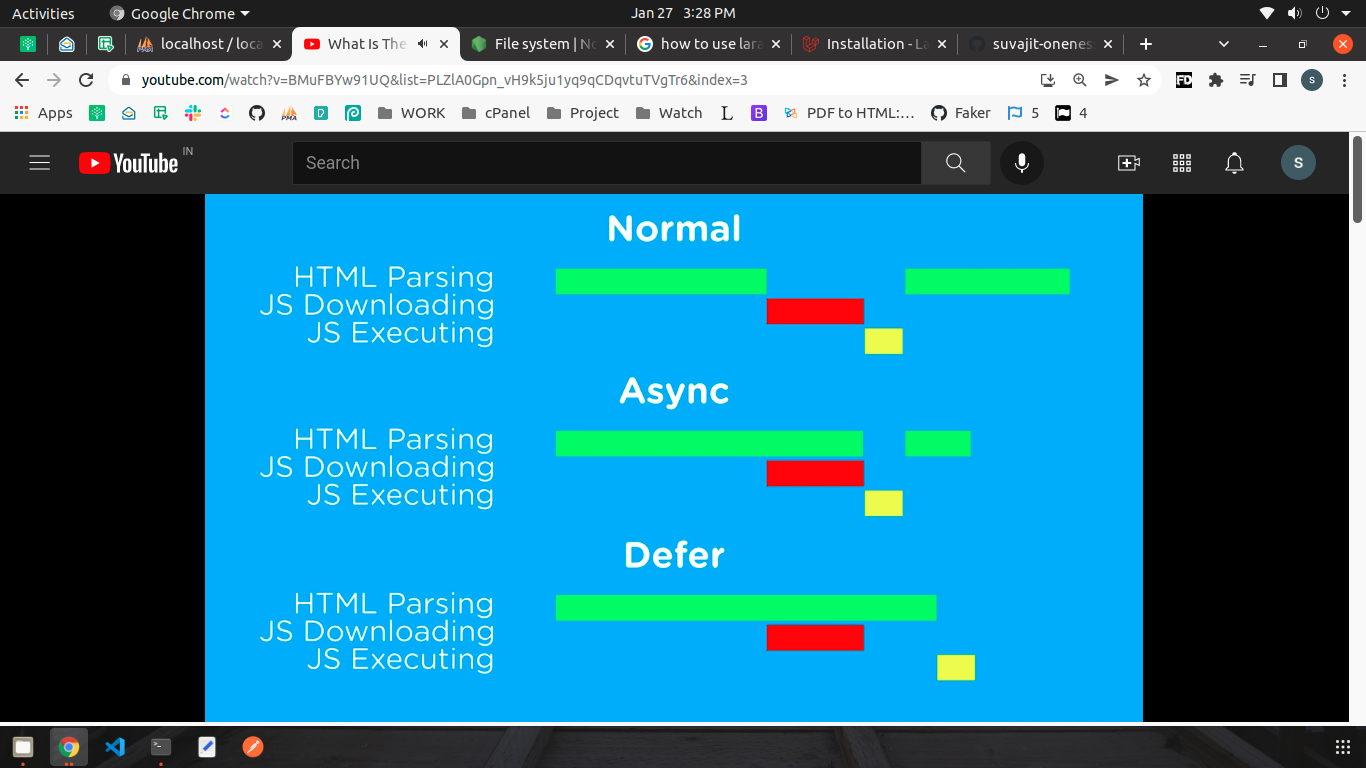 Activities Google Chrome Jan 27 3:28 PM
localhost / loca What Is The File system | No how to use lara Installation - La suvajit-onenes
youtube.com/watch?v=BMuFBYw91UQ&list=PLZlA0Gpn_vH9k5ju1yq9qCDqvtuTVgTr6&index=3 FD S
Apps PMA WORK cPanel Project Watch L B PDF to HTML:… Faker 5 4
YouTube IN Search S
Normal
HTML Parsing
JS Downloading
JS Executing
Async
HTML Parsing
JS Downloading
JS Executing
Defer
HTML Parsing
JS Downloading
JS Executing